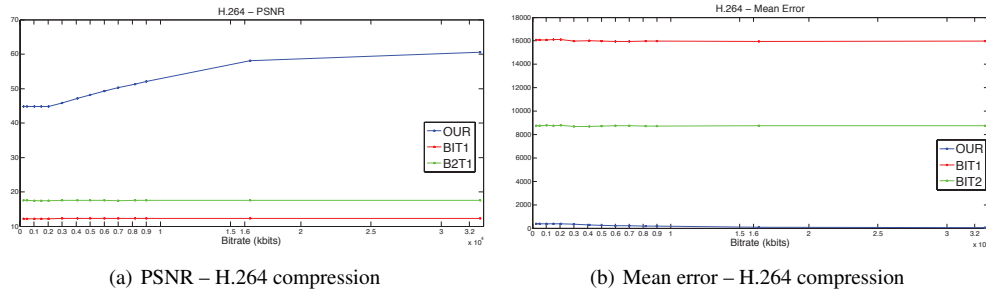 H.264 – PSNR
70
60
50
40
30
20
10
0 0.1 0.2 0.3 0.4 0.5 0.6 0.7 0.8 0.9 1 1.6 2 2.5 3 3.2
Bitrate (kbits)
x 10⁴
OUR
BIT1
B2T1
(a) PSNR – H.264 compression
H.264 – Mean Error
18000
16000
14000
12000
10000
8000
6000
4000
2000
0
0 0.1 0.2 0.3 0.4 0.5 0.6 0.7 0.8 0.9 1 1.6 2 2.5 3 3.2
Bitrate (kbits)
OUR
BIT1
BIT2
(b) Mean error – H.264 compression